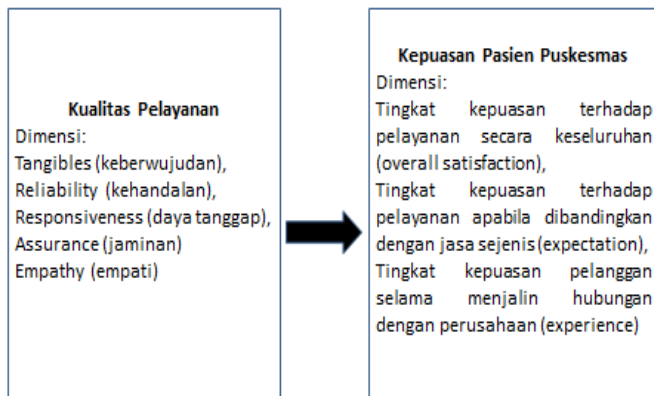 Kualitas Pelayanan
Dimensi:
Tangibles (keberwujudan),
Reliability (kehandalan),
Responsiveness (daya tanggap),
Assurance (jaminan)
Empathy (empati)
Kepuasan Pasien Puskesmas
Dimensi:
Tingkat kepuasan terhadap
pelayanan secara keseluruhan
(overall satisfaction),
Tingkat kepuasan terhadap
pelayanan apabila dibandingkan
dengan jasa sejenis (expectation),
Tingkat kepuasan pelanggan
selama menjalin hubungan
dengan perusahaan (experience)